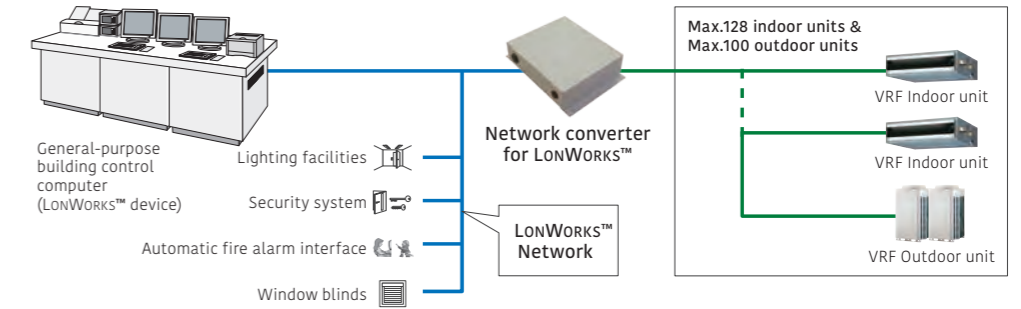 Max.128 indoor units &
Max.100 outdoor units
VRF Indoor unit
VRF Indoor unit
VRF Outdoor unit
Network converter
for LONWORKS™
General-purpose
building control
computer
(LONWORKS™ device)
Lighting facilities
Security system
Automatic fire alarm interface
Window blinds
LONWORKS™
Network